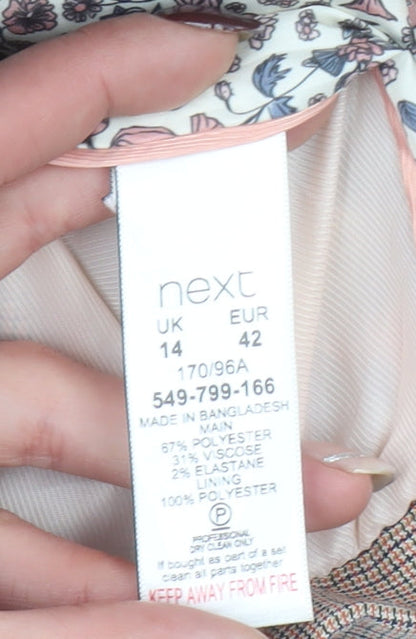 next
UK EUR
14 42
170/96A
549-799-166
MADE IN BANGLADESH
MAIN
67% POLYESTER
31% VISCOSE
2% ELASTANE
LINING
100% POLYESTER
P
PROFESSIONAL
DRY CLEAN ONLY
If bought as part of a set
clean all parts together
KEEP AWAY FROM FIRE